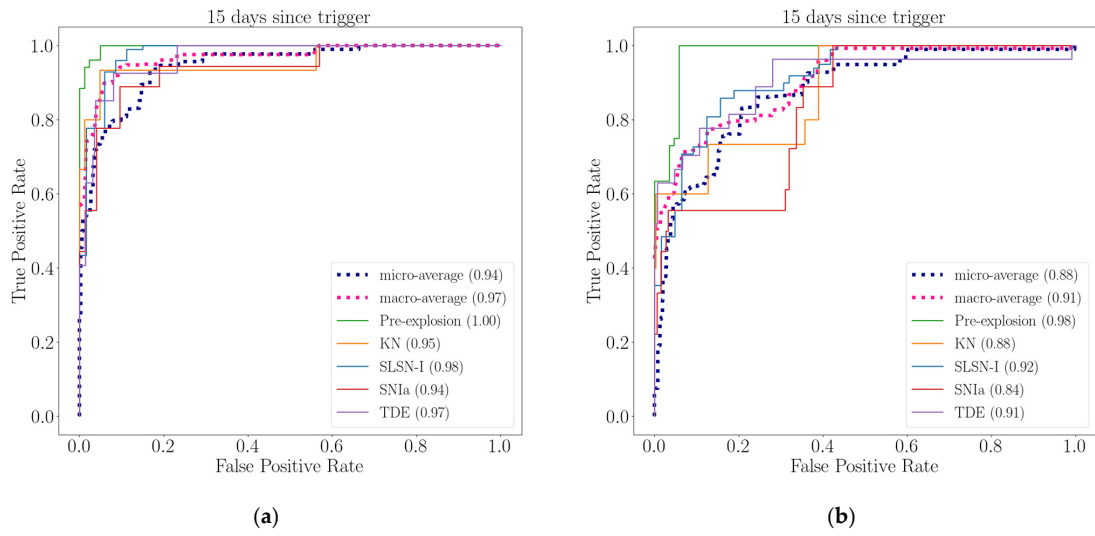 15 days since trigger
True Positive Rate
1.0
0.8
0.6
0.4
0.2
0.0
micro-average (0.94)
macro-average (0.97)
Pre-explosion (1.00)
KN (0.95)
SLSN-I (0.98)
SNIa (0.94)
TDE (0.97)
0.0 0.2 0.4 0.6 0.8 1.0
False Positive Rate
(a)
15 days since trigger
True Positive Rate
1.0
0.8
0.6
0.4
0.2
0.0
micro-average (0.88)
macro-average (0.91)
Pre-explosion (0.98)
KN (0.88)
SLSN-I (0.92)
SNIa (0.84)
TDE (0.91)
0.0 0.2 0.4 0.6 0.8 1.0
False Positive Rate
(b)